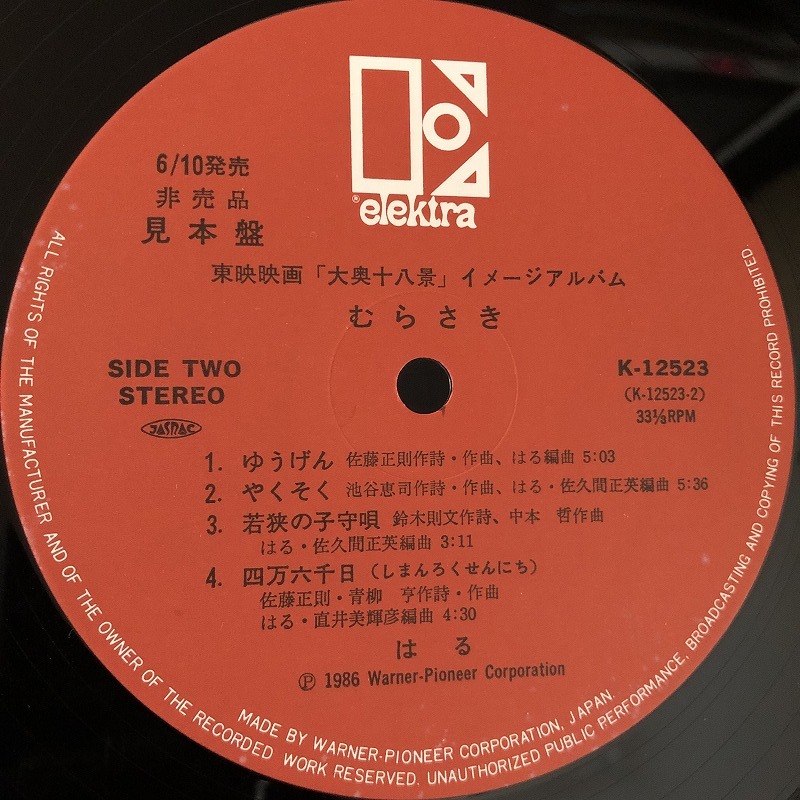 elektra
®
6/10発売
非売品
見本盤
東映映画「大奥十八景」イメージアルバム
むらさき
SIDE TWO
STEREO
JASRAC
K-12523
(K-12523-2)
33⅓RPM
1. ゆうげん 佐藤正則作詩・作曲、はる編曲 5:03
2. やくそく 池谷恵司作詩・作曲、はる・佐久間正英編曲 5:36
3. 若狭の子守唄 鈴木則文作詩、中本 哲作曲
はる・佐久間正英編曲 3:11
4. 四万六千日(しまんろくせんにち)
佐藤正則・青柳 亨作詩・作曲
はる・直井美輝彦編曲 4:30
はる
Ⓟ 1986 Warner-Pioneer Corporation
MADE BY WARNER-PIONEER CORPORATION, JAPAN.
ALL RIGHTS OF THE MANUFACTURER AND OF THE OWNER OF THE RECORDED WORK RESERVED. UNAUTHORIZED PUBLIC PERFORMANCE, BROADCASTING AND COPYING OF THIS RECORD PROHIBITED.